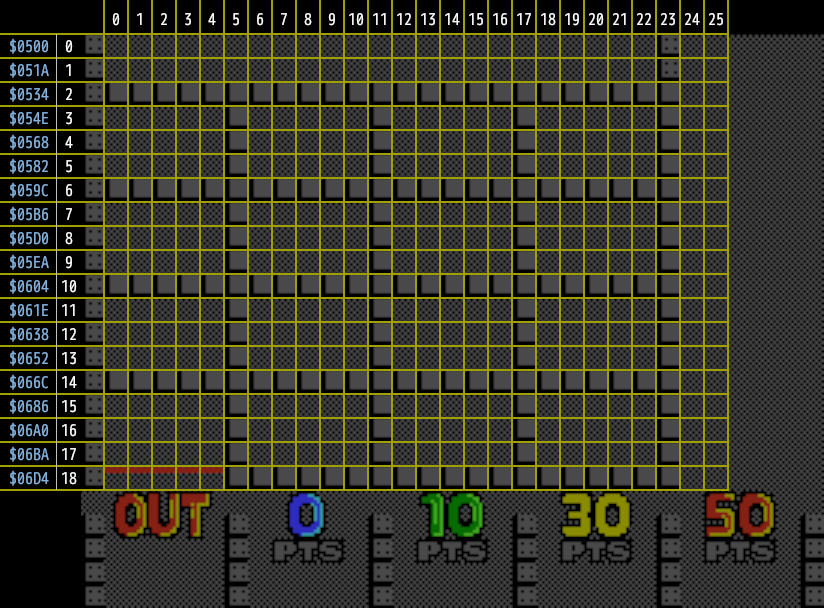 0 1 2 3 4 5 6 7 8 9 10 11 12 13 14 15 16 17 18 19 20 21 22 23 24 25
$0500 0
$051A 1
$0534 2
$054E 3
$0568 4
$0582 5
$059C 6
$05B6 7
$05D0 8
$05EA 9
$0604 10
$061E 11
$0638 12
$0652 13
$066C 14
$0686 15
$06A0 16
$06BA 17
$06D4 18
OUT 0 10 30 50
PTS PTS PTS PTS